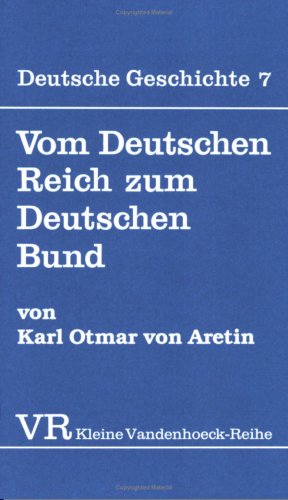 Deutsche Geschichte 7
Vom Deutschen
Reich zum
Deutschen
Bund
von
Karl Otmar von Aretin
VR Kleine Vandenhoeck-Reihe